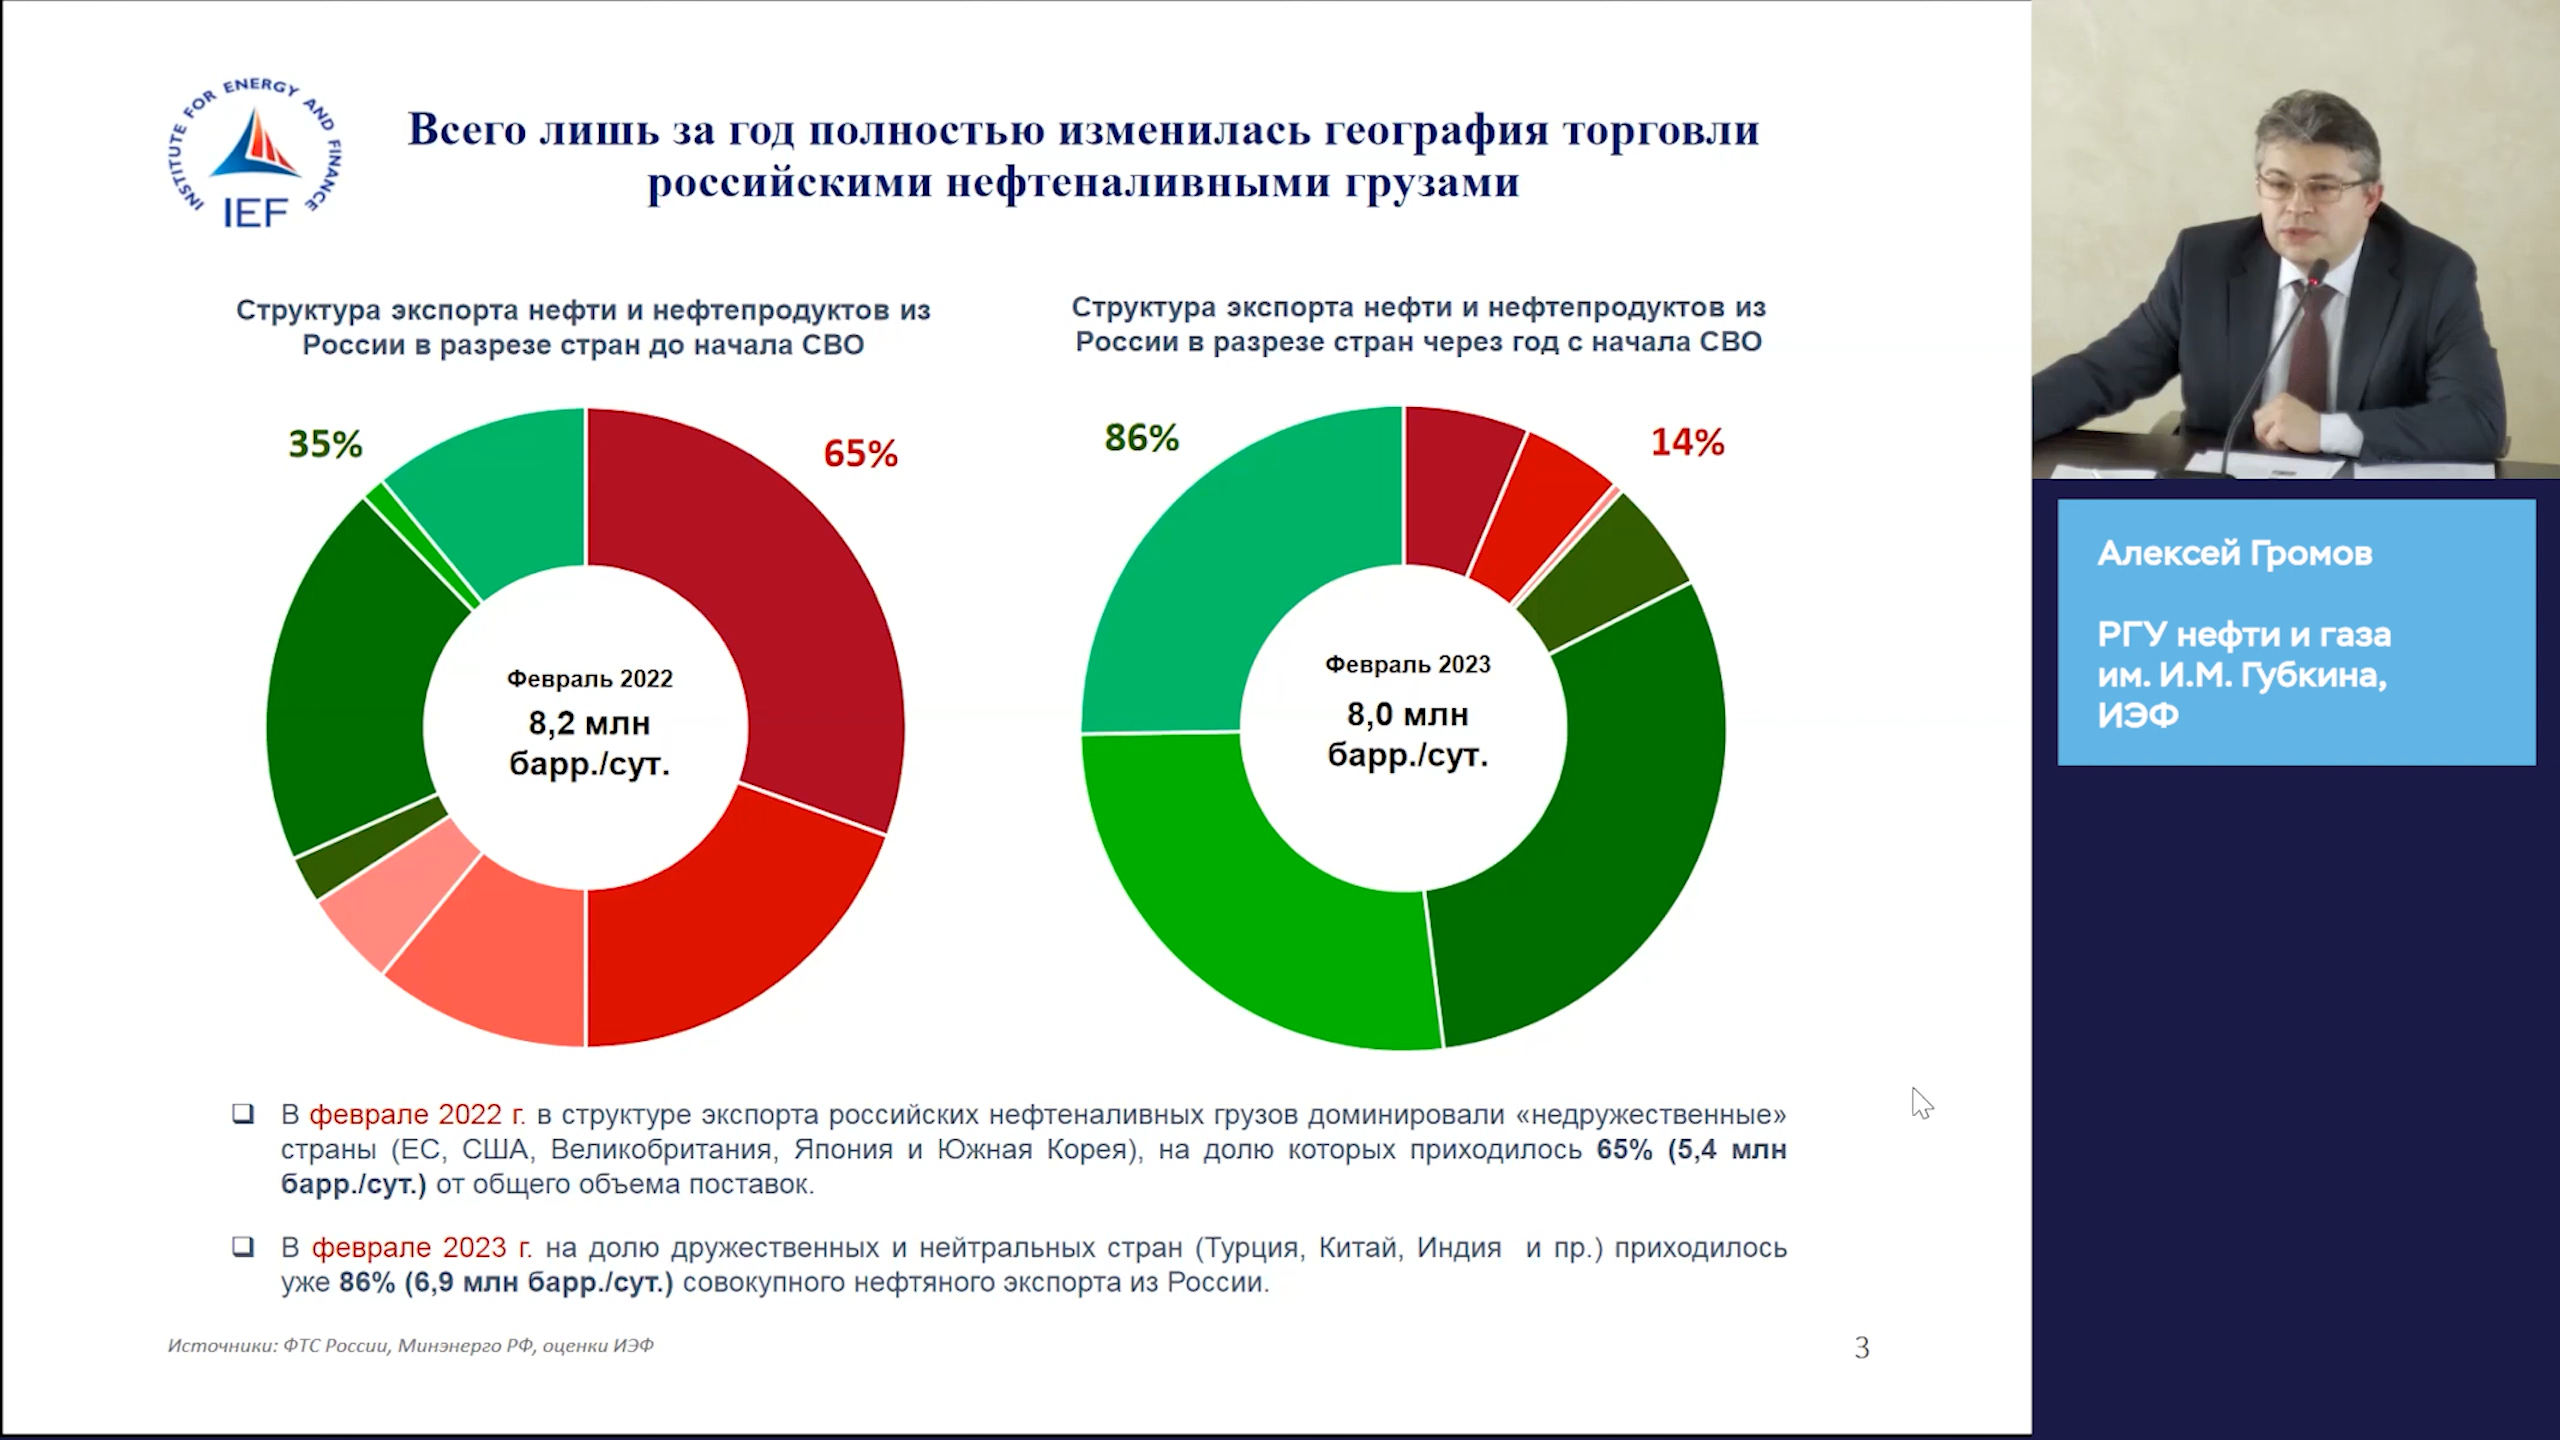 INSTITUTE FOR ENERGY AND FINANCE
IEF
Всего лишь за год полностью изменилась география торговли
российскими нефтеналивными грузами
Структура экспорта нефти и нефтепродуктов из
России в разрезе стран до начала СВО
35%
65%
Февраль 2022
8,2 млн
барр./сут.
Структура экспорта нефти и нефтепродуктов из
России в разрезе стран через год с начала СВО
86%
14%
Февраль 2023
8,0 млн
барр./сут.
В феврале 2022 г. в структуре экспорта российских нефтеналивных грузов доминировали «недружественные»
страны (ЕС, США, Великобритания, Япония и Южная Корея), на долю которых приходилось 65% (5,4 млн
барр./сут.) от общего объема поставок.
В феврале 2023 г. на долю дружественных и нейтральных стран (Турция, Китай, Индия и пр.) приходилось
уже 86% (6,9 млн барр./сут.) совокупного нефтяного экспорта из России.
Источники: ФТС России, Минэнерго РФ, оценки ИЭФ
3
Алексей Громов
РГУ нефти и газа
им. И.М. Губкина,
ИЭФ